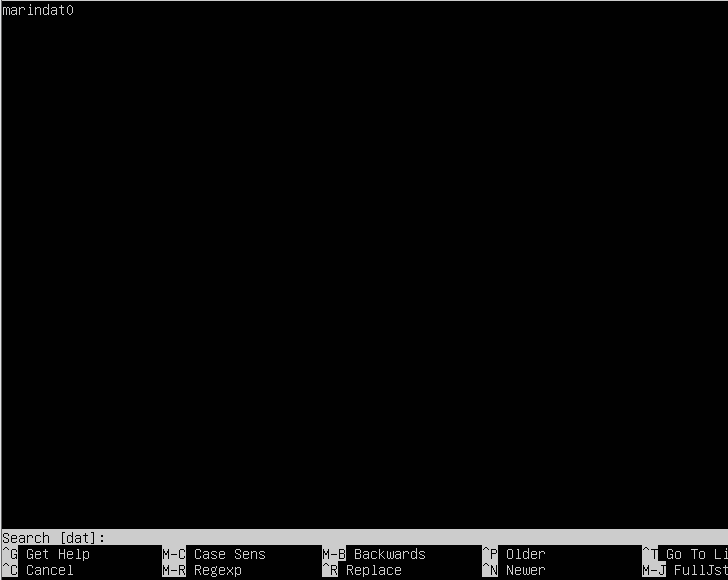 marindat0
Search [dat]:
^G Get Help M-C Case Sens M-B Backwards ^P Older ^T Go To Li
^C Cancel M-R Regexp ^R Replace ^N Newer M-J FullJst